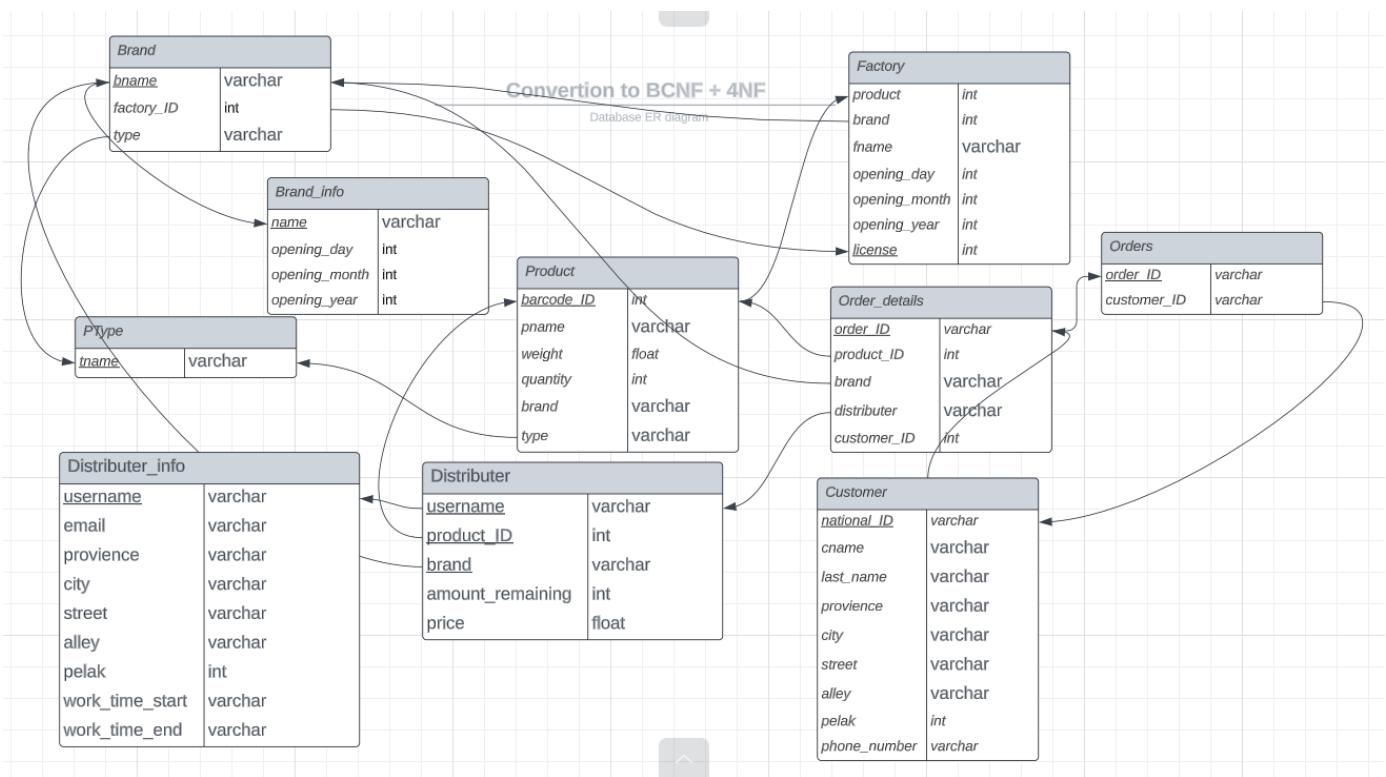 Convertion to BCNF + 4NF
Database ER diagram
Brand
bname varchar
factory_ID int
type varchar
Brand_info
name varchar
opening_day int
opening_month int
opening_year int
PType
tname varchar
Product
barcode_ID int
pname varchar
weight float
quantity int
brand varchar
type varchar
Factory
product int
brand int
fname varchar
opening_day int
opening_month int
opening_year int
license int
Orders
order_ID varchar
customer_ID varchar
Order_details
order_ID varchar
product_ID int
brand varchar
distributer varchar
customer_ID int
Distributer_info
username varchar
email varchar
provience varchar
city varchar
street varchar
alley varchar
pelak int
work_time_start varchar
work_time_end varchar
Distributer
username varchar
product_ID int
brand varchar
amount_remaining int
price float
Customer
national_ID varchar
cname varchar
last_name varchar
provience varchar
city varchar
street varchar
alley varchar
pelak int
phone_number varchar